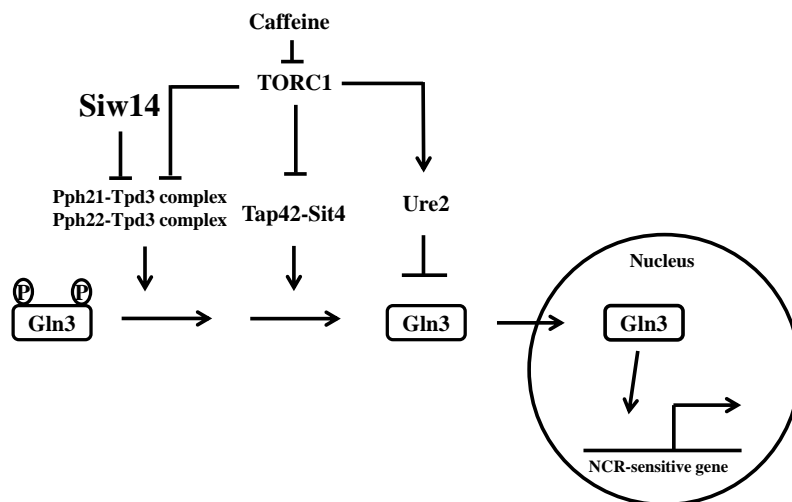 Caffeine
TORC1
Siw14
Pph21-Tpd3 complex
Pph22-Tpd3 complex
Tap42-Sit4
Ure2
Nucleus
P P
Gln3
Gln3
Gln3
NCR-sensitive gene